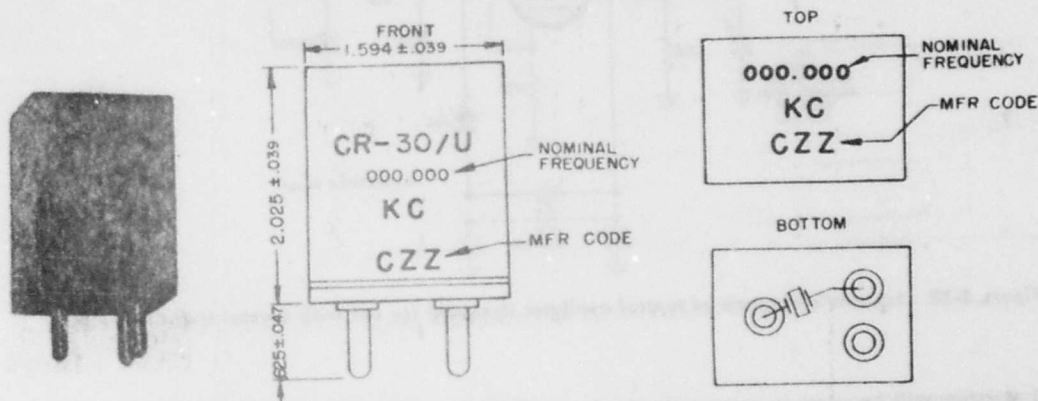 FRONT
1.594 ±.039
2.025 ±.039
.625±.047
CR-30/U
000.000
KC
CZZ
NOMINAL
FREQUENCY
MFR CODE
TOP
000.000
KC
CZZ
NOMINAL
FREQUENCY
MFR CODE
BOTTOM